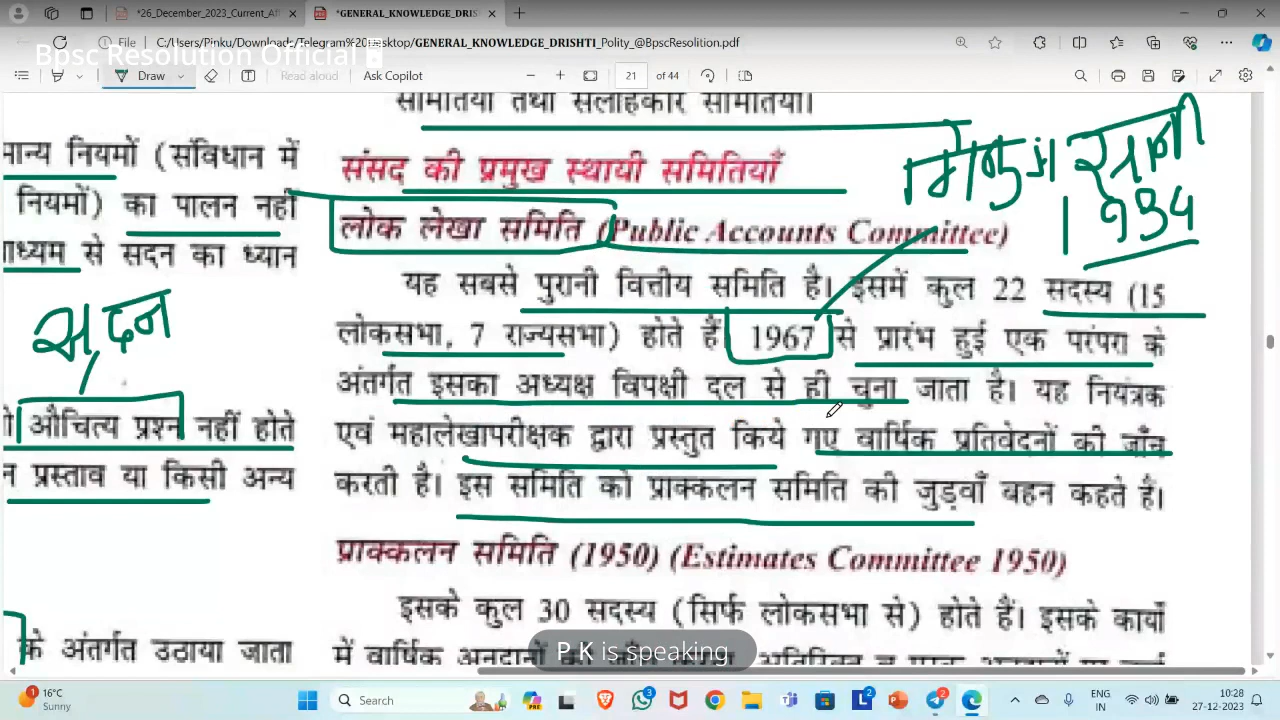 *26_December_2023_Current_Aff
*GENERAL_KNOWLEDGE_DRISH
File
C:/Users/Pinku/Downloads/Telegram%20Desktop/GENERAL_KNOWLEDGE_DRISHTI_Polity_@BpscResolition.pdf
Bpsc Resolution Official
Draw
Read aloud
Ask Copilot
21 of 44
समितियाँ तथा सलाहकार समितियाँ।
मान्य नियमों (संविधान में
नियमों) का पालन नहीं
माध्यम से सदन का ध्यान
सदन
औचित्य प्रश्न नहीं होते
न प्रस्ताव या किसी अन्य
के अंतर्गत उठाया जाता
संसद की प्रमुख स्थायी समितियाँ
लोक लेखा समिति (Public Accounts Committee)
यह सबसे पुरानी वित्तीय समिति है। इसमें कुल 22 सदस्य (15
लोकसभा, 7 राज्यसभा) होते हैं। 1967 से प्रारंभ हुई एक परंपरा के
अंतर्गत इसका अध्यक्ष विपक्षी दल से ही चुना जाता है। यह नियंत्रक
एवं महालेखापरीक्षक द्वारा प्रस्तुत किये गए वार्षिक प्रतिवेदनों की जाँच
करती है। इस समिति को प्राक्कलन समिति की जुड़वाँ बहन कहते हैं।
प्राक्कलन समिति (1950) (Estimates Committee 1950)
इसके कुल 30 सदस्य (सिर्फ लोकसभा से) होते हैं। इसके कार्यों
में वार्षिक अनुदानों की
P K is speaking
16°C
Sunny
Search
ENG
IN
10:28
27-12-2023